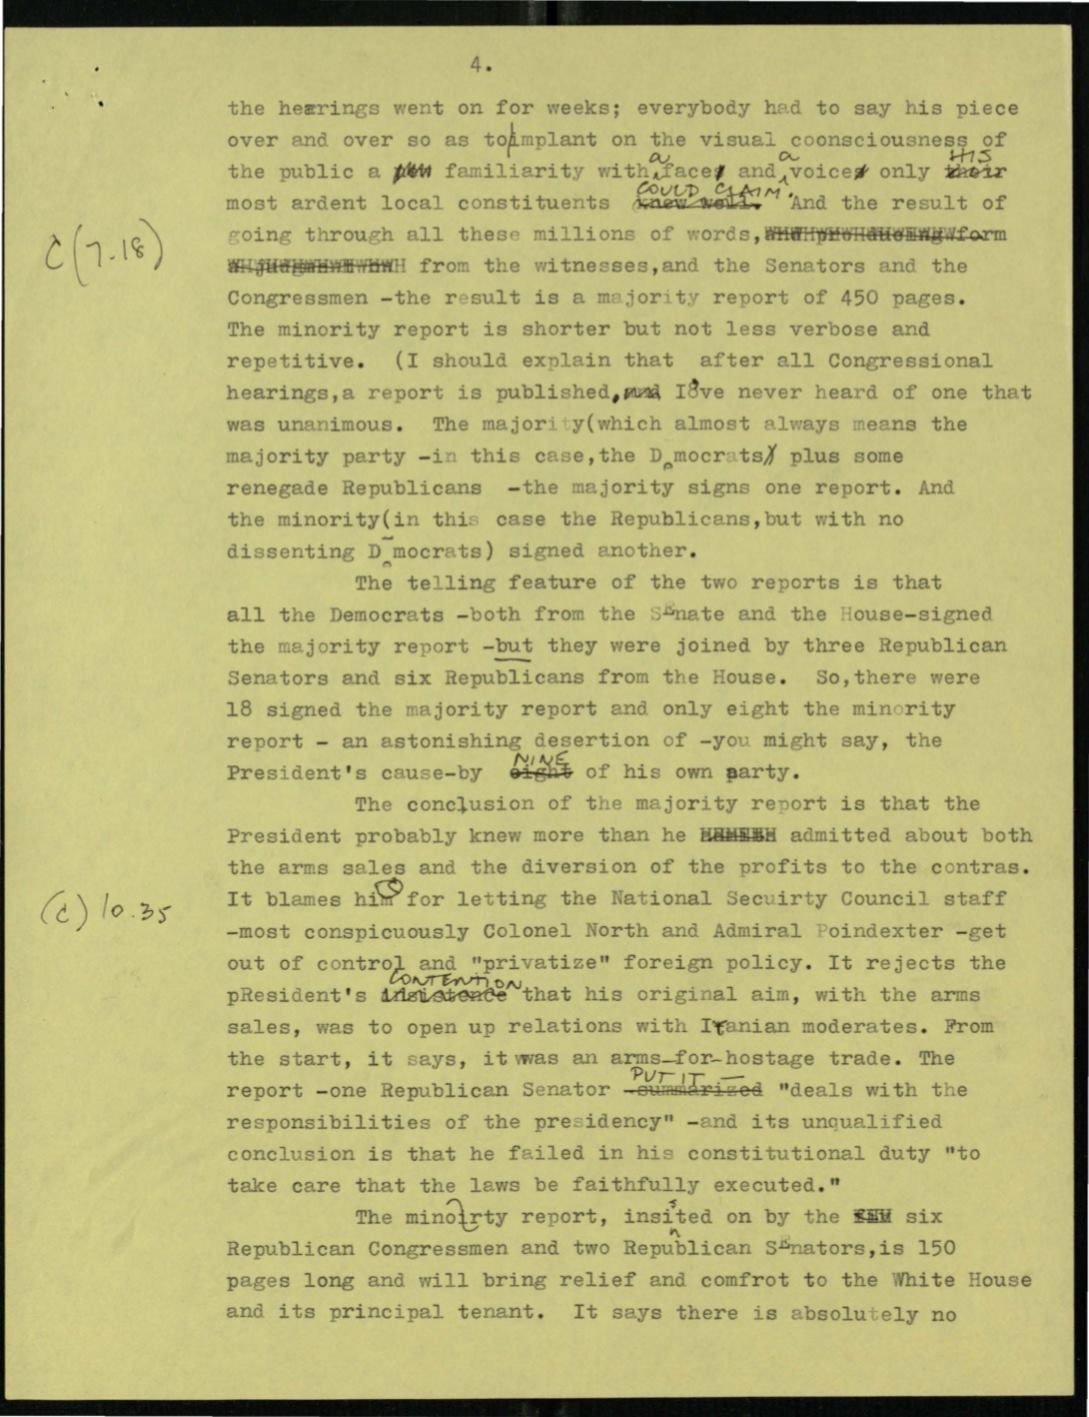 4.
the hearings went on for weeks; everybody had to say his piece
over and over so as to implant on the visual coonsciousness of
the public a familiarity with a face and a voice only HIS their
most ardent local constituents COULD CLAIM. knew well. And the result of
going through all these millions of words, form
C(7.18)
from the witnesses,and the Senators and the
Congressmen -the result is a majority report of 450 pages.
The minority report is shorter but not less verbose and
repetitive. (I should explain that after all Congressional
hearings,a report is published, and I've never heard of one that
was unanimous. The majority(which almost always means the
majority party -in this case,the Democrats) plus some
renegade Republicans -the majority signs one report. And
the minority(in this case the Republicans,but with no
dissenting Democrats) signed another.
The telling feature of the two reports is that
all the Democrats -both from the Senate and the House-signed
the majority report -but they were joined by three Republican
Senators and six Republicans from the House. So,there were
18 signed the majority report and only eight the minority
report - an astonishing desertion of -you might say, the
President's cause-by NINE eight of his own party.
The conclusion of the majority report is that the
President probably knew more than he admitted about both
the arms sales and the diversion of the profits to the contras.
It blames him for letting the National Secuirty Council staff
(C) 10.35
-most conspicuously Colonel North and Admiral Poindexter -get
out of control and "privatize" foreign policy. It rejects the
pResident's CONTENTION insistence that his original aim, with the arms
sales, was to open up relations with Iranian moderates. From
the start, it says, it was an arms-for-hostage trade. The
report -one Republican Senator PUT IT - summarized "deals with the
responsibilities of the presidency" -and its unqualified
conclusion is that he failed in his constitutional duty "to
take care that the laws be faithfully executed."
The minoirty report, insited on by the six
Republican Congressmen and two Republican Senators,is 150
pages long and will bring relief and comfrot to the White House
and its principal tenant. It says there is absolutely no